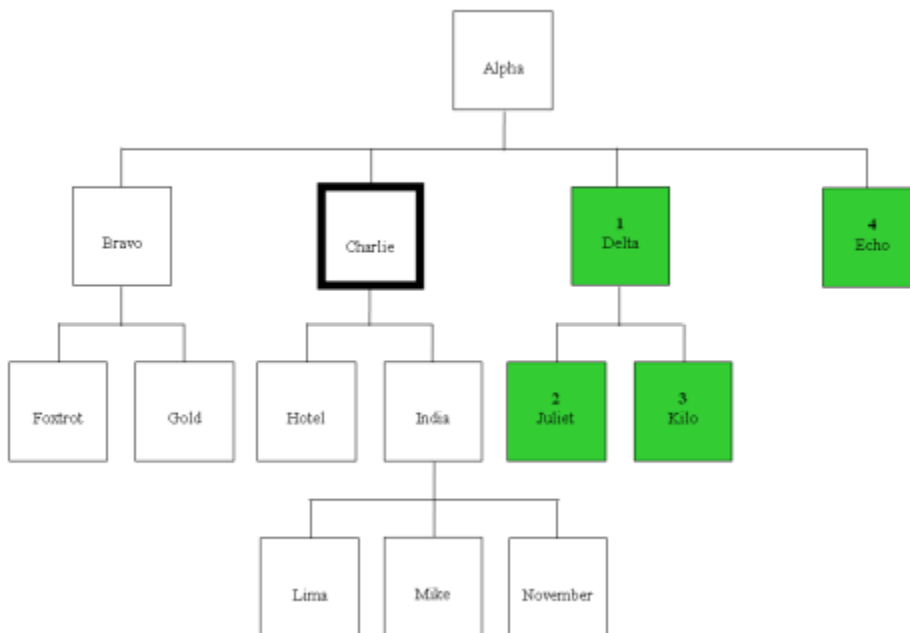 Alpha
Bravo
Charlie
1
Delta
4
Echo
Foxtrot
Gold
Hotel
India
2
Juliet
3
Kilo
Lima
Mike
November